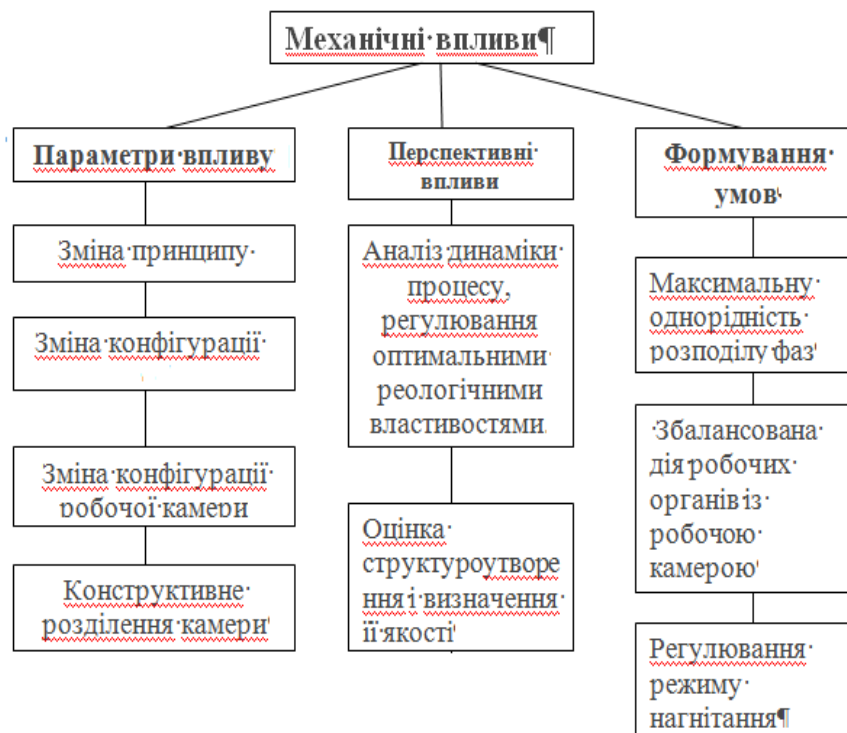 Механічні впливи
Параметри впливу
Зміна принципу
Зміна конфігурації
Зміна конфігурації
робочої камери
Конструктивне
розділення камери
Перспективні
впливи
Аналіз динаміки
процесу,
регулювання
оптимальними
реологічними
властивостями.
Оцінка
структуроутворе
ння і визначення
її якості
Формування
умов
Максимальну
однорідність
розподілу фаз
Збалансована
дія робочих
органів із
робочою
камерою
Регулювання
режиму
нагнітання